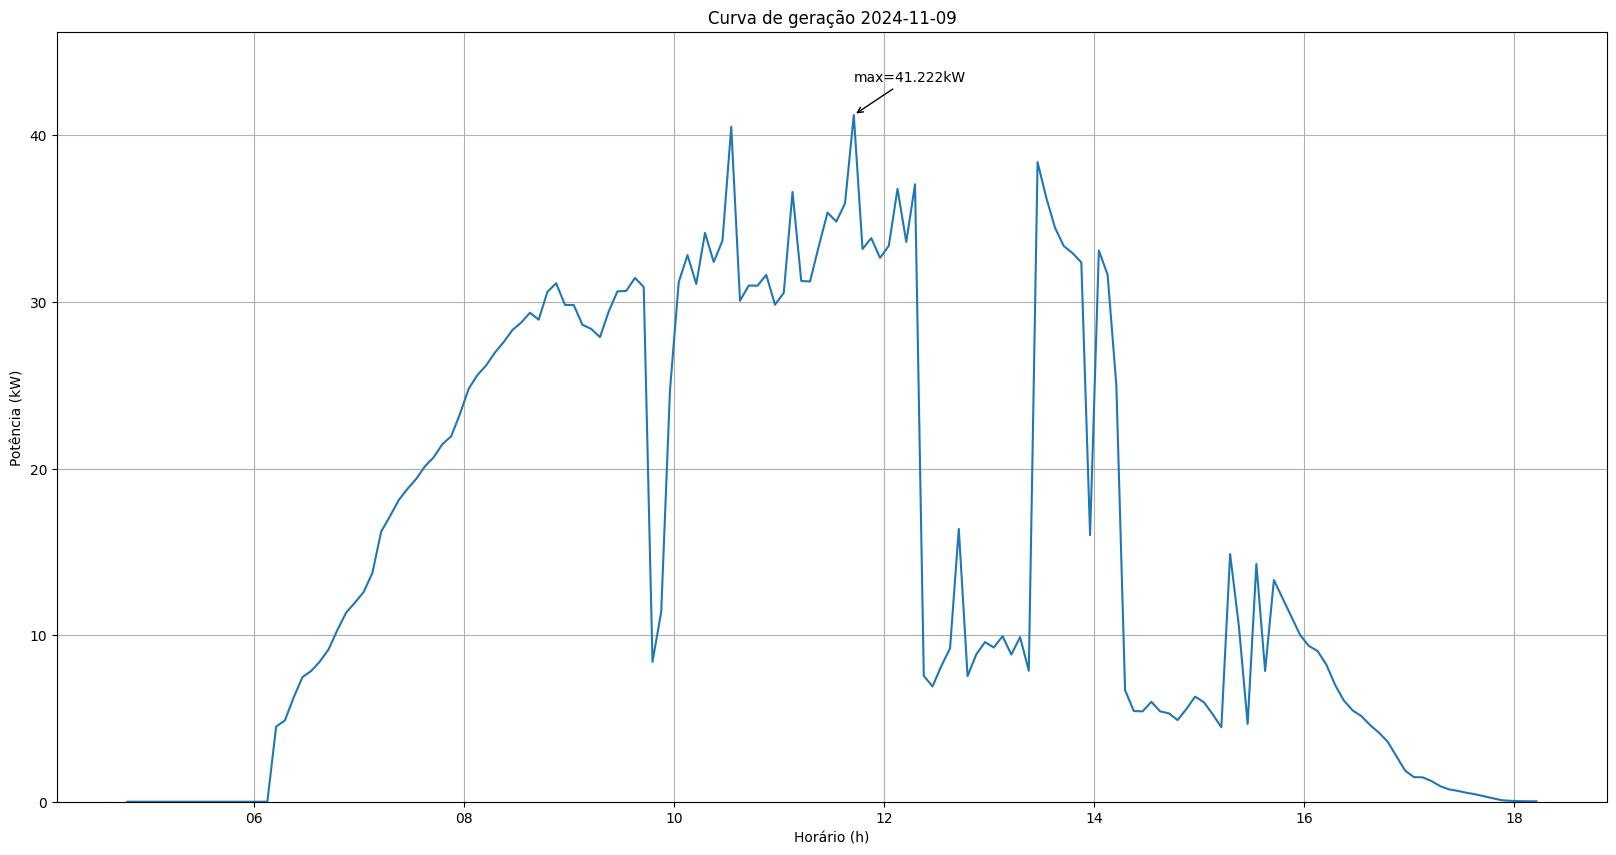 Curva de geração 2024-11-09
max=41.222kW
40
30
20
10
0
Potência (kW)
06 08 10 12 14 16 18
Horário (h)